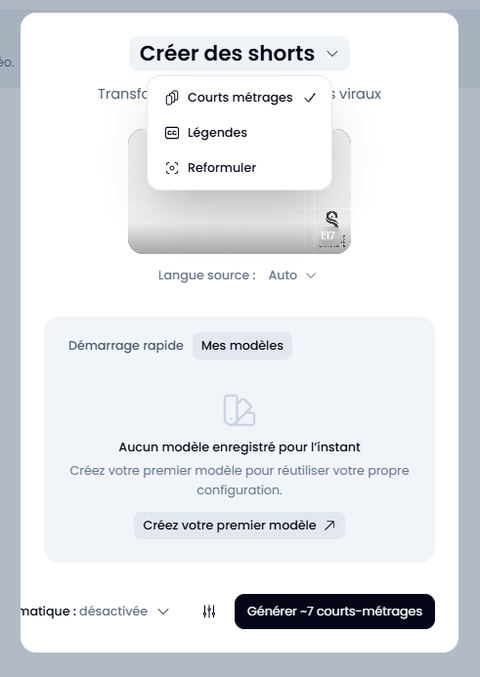 éo.
Créer des shorts
Transfo
s viraux
Courts métrages
CC
Légendes
Reformuler
1:17
Langue source : Auto
Démarrage rapide
Mes modèles
Aucun modèle enregistré pour l’instant
Créez votre premier modèle pour réutiliser votre propre
configuration.
Créez votre premier modèle
matique : désactivée
Générer ~7 courts-métrages